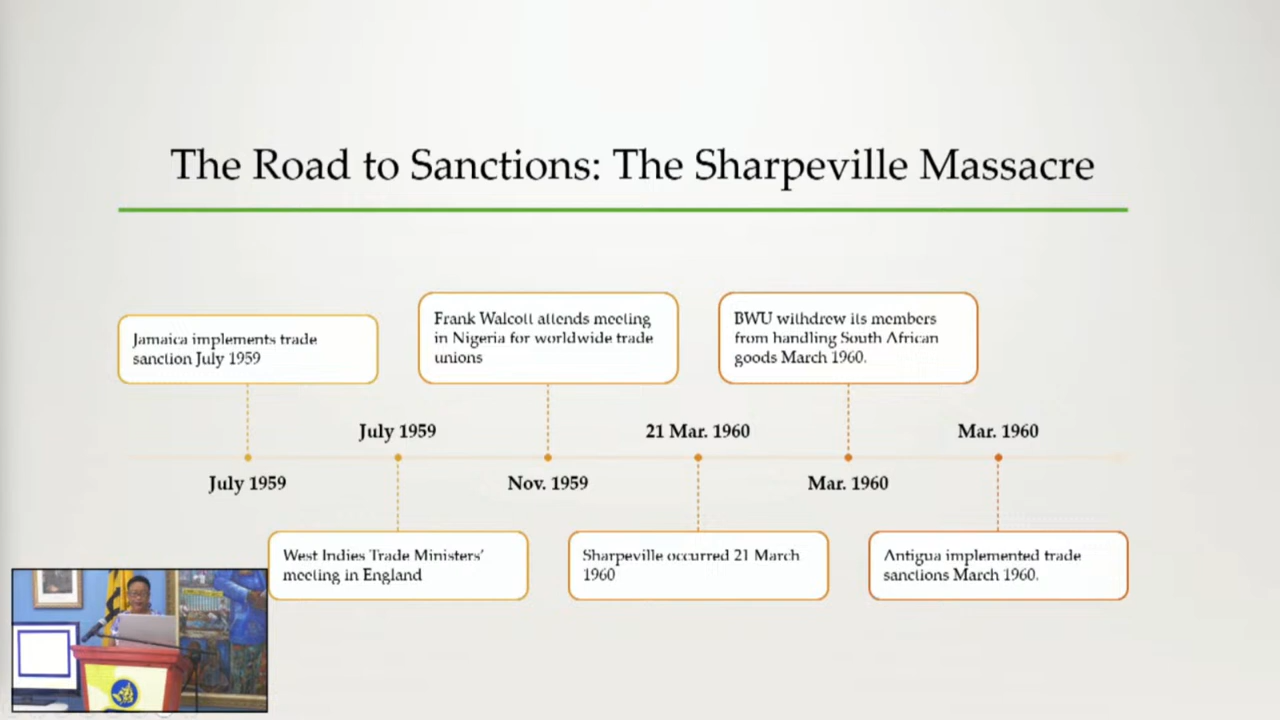 The Road to Sanctions: The Sharpeville Massacre
Jamaica implements trade
sanction July 1959
Frank Walcott attends meeting
in Nigeria for worldwide trade
unions
BWU withdrew its members
from handling South African
goods March 1960.
July 1959
21 Mar. 1960
Mar. 1960
July 1959
Nov. 1959
Mar. 1960
West Indies Trade Ministers'
meeting in England
Sharpeville occurred 21 March
1960
Antigua implemented trade
sanctions March 1960.